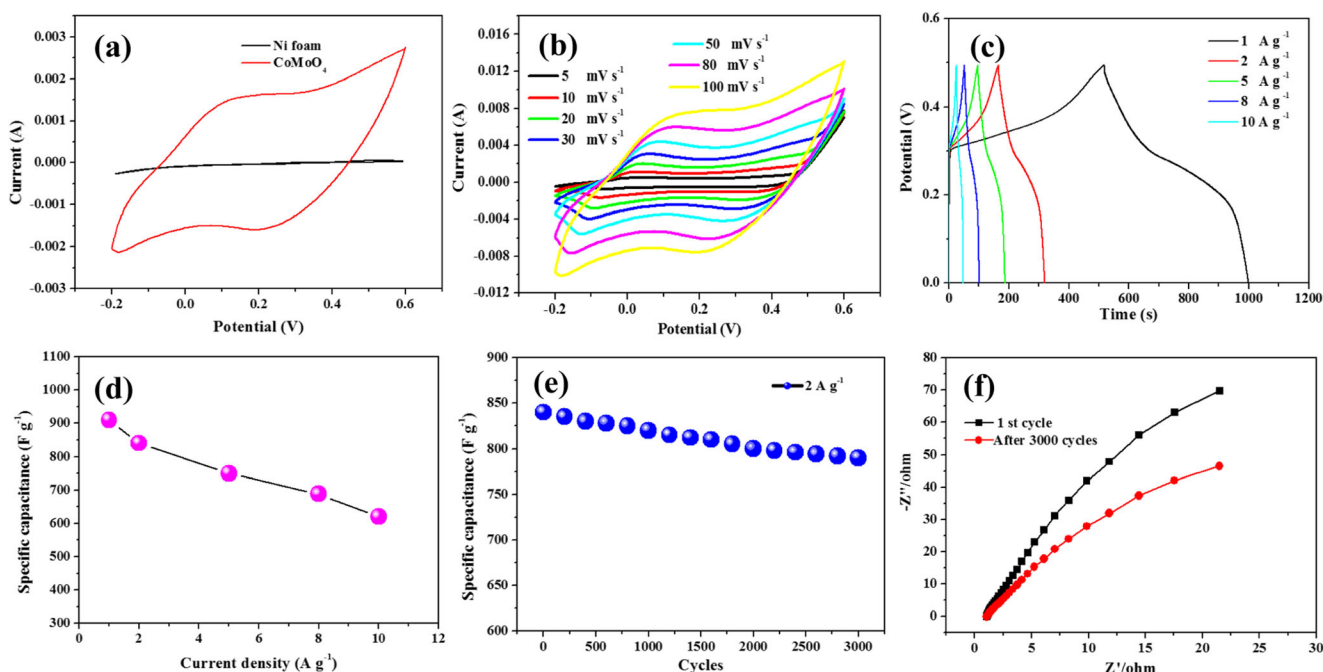 (a)
Ni foam
CoMoO₄
0.003
0.002
0.001
0.000
-0.001
-0.002
-0.003
Current (A)
-0.2 0.0 0.2 0.4 0.6
Potential (V)
(b)
5 mV s⁻¹
10 mV s⁻¹
20 mV s⁻¹
30 mV s⁻¹
50 mV s⁻¹
80 mV s⁻¹
100 mV s⁻¹
0.016
0.012
0.008
0.004
0.000
-0.004
-0.008
-0.012
Current (A)
-0.2 0.0 0.2 0.4 0.6
Potential (V)
(c)
1 A g⁻¹
2 A g⁻¹
5 A g⁻¹
8 A g⁻¹
10 A g⁻¹
0.6
0.4
0.2
0.0
Potential (V)
0 200 400 600 800 1000 1200
Time (s)
(d)
1100
1000
900
800
700
600
500
400
300
Specific capacitance (F g⁻¹)
0 2 4 6 8 10 12
Current density (A g⁻¹)
(e)
2 A g⁻¹
900
850
800
750
700
650
600
Specific capacitance (F g⁻¹)
0 500 1000 1500 2000 2500 3000
Cycles
(f)
1 st cycle
After 3000 cycles
80
70
60
50
40
30
20
10
0
-Z''/ohm
0 5 10 15 20 25 30
Z'/ohm